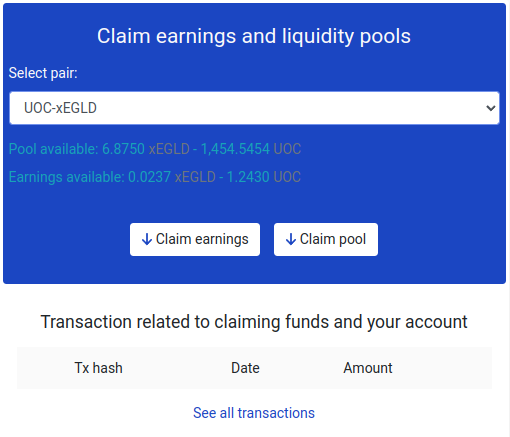 Claim earnings and liquidity pools
Select pair:
UOC-xEGLD
Pool available: 6.8750 xEGLD - 1,454.5454 UOC
Earnings available: 0.0237 xEGLD - 1.2430 UOC
Claim earnings Claim pool
Transaction related to claiming funds and your account
Tx hash Date Amount
See all transactions